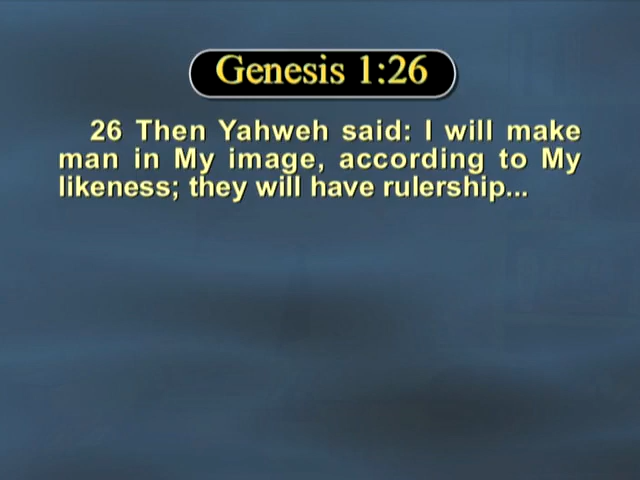 Genesis 1:26
26 Then Yahweh said: I will make
man in My image, according to My
likeness; they will have rulership...